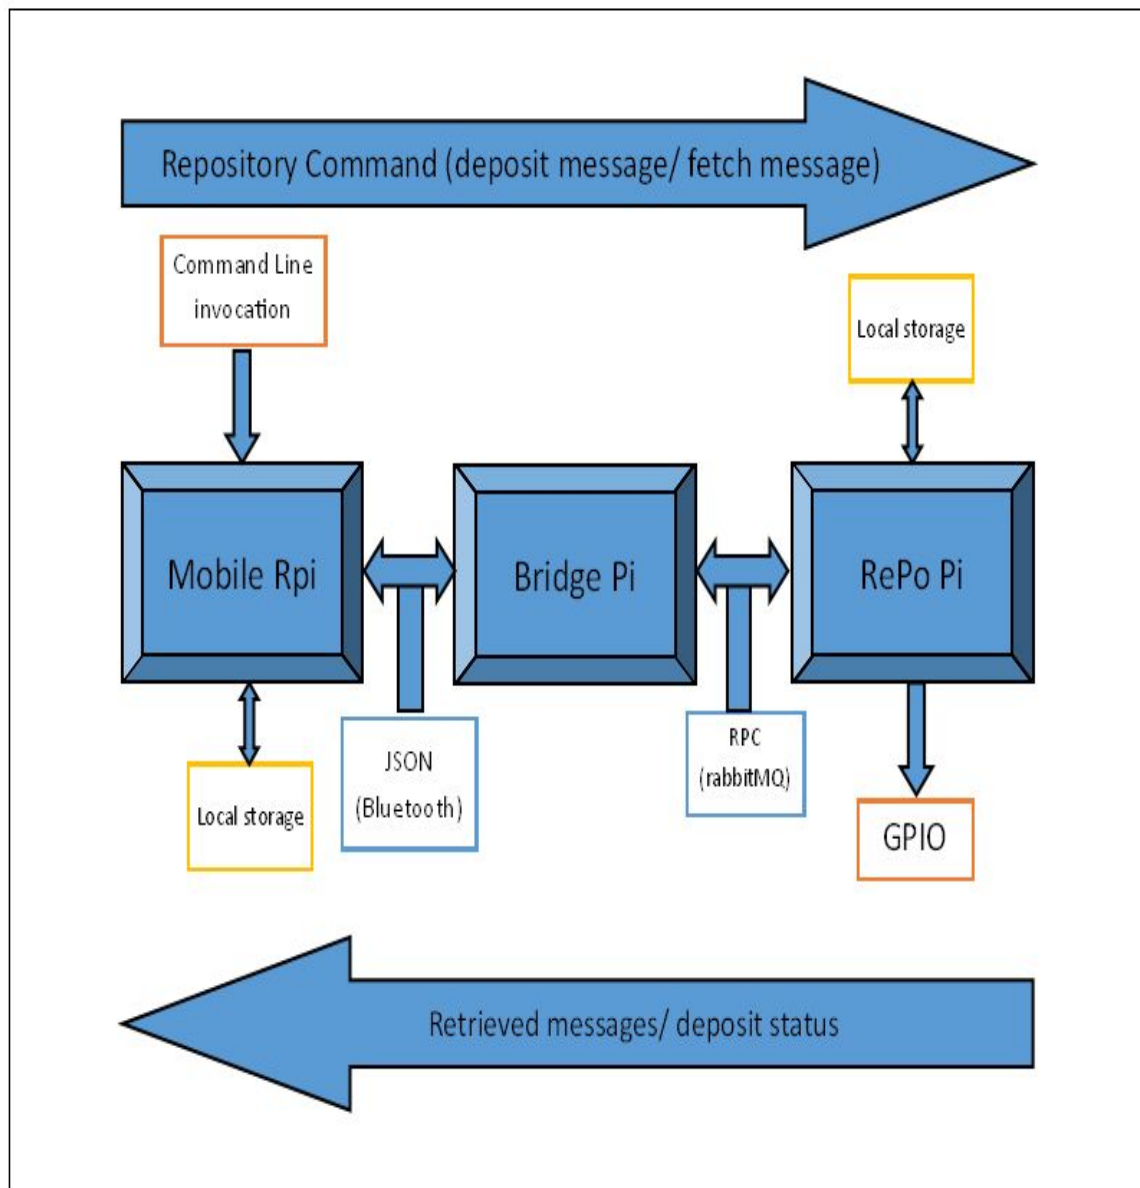 Repository Command (deposit message/ fetch message)
Command Line
invocation
Local storage
Mobile Rpi
Bridge Pi
RePo Pi
JSON
(Bluetooth)
RPC
(rabbitMQ)
Local storage
GPIO
Retrieved messages/ deposit status